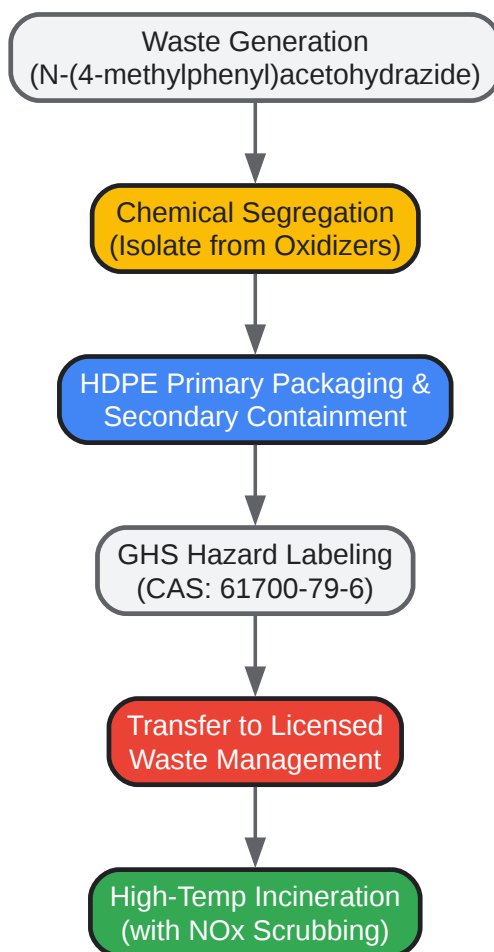 Waste Generation
(N-(4-methylphenyl)acetohydrazide)
Chemical Segregation
(Isolate from Oxidizers)
HDPE Primary Packaging &
Secondary Containment
GHS Hazard Labeling
(CAS: 61700-79-6)
Transfer to Licensed
Waste Management
High-Temp Incineration
(with NOx Scrubbing)